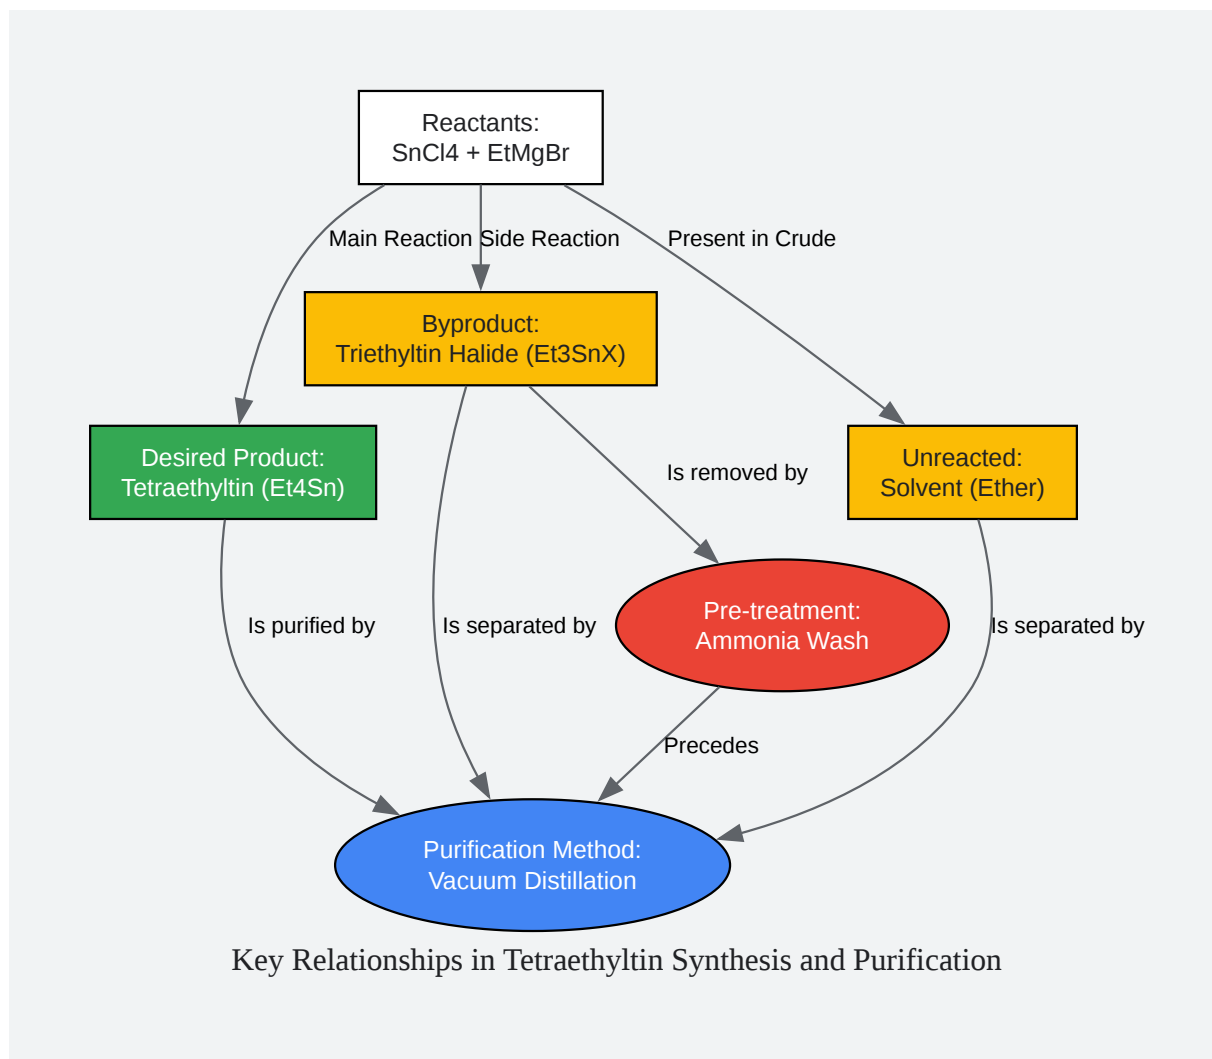 Reactants:
SnCl4 + EtMgBr
Main Reaction
Side Reaction
Present in Crude
Byproduct:
Triethyltin Halide (Et3SnX)
Desired Product:
Tetraethyltin (Et4Sn)
Is removed by
Unreacted:
Solvent (Ether)
Is purified by
Is separated by
Pre-treatment:
Ammonia Wash
Is separated by
Precedes
Purification Method:
Vacuum Distillation
Key Relationships in Tetraethyltin Synthesis and Purification